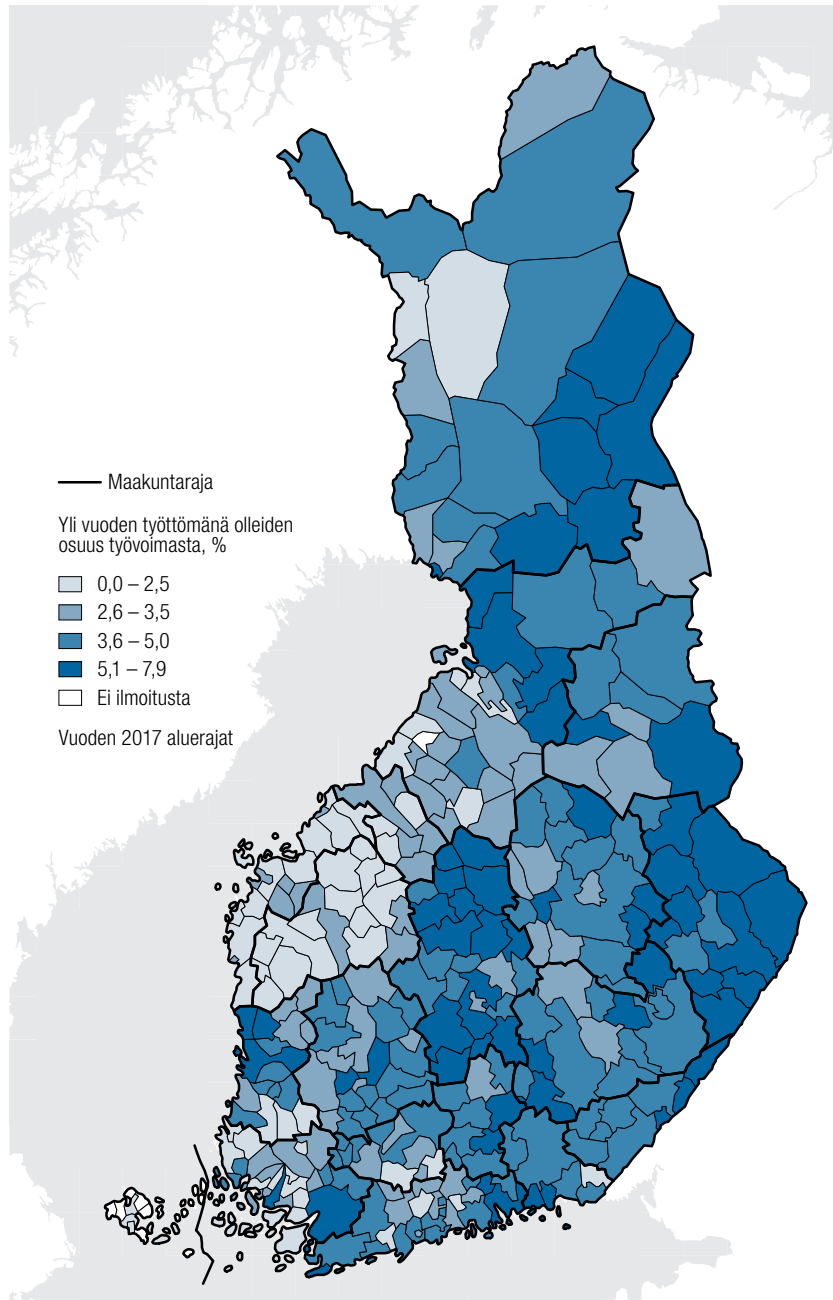 Maakuntaraja
Yli vuoden työttömänä olleiden
osuus työvoimasta, %
0,0 – 2,5
2,6 – 3,5
3,6 – 5,0
5,1 – 7,9
Ei ilmoitusta
Vuoden 2017 aluerajat